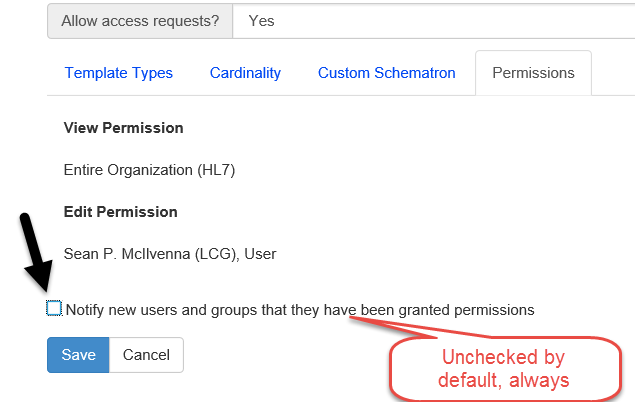 Allow access requests? Yes
Template Types Cardinality Custom Schematron Permissions
View Permission
Entire Organization (HL7)
Edit Permission
Sean P. McIlvenna (LCG), User
Notify new users and groups that they have been granted permissions
Save Cancel
Unchecked by
default, always